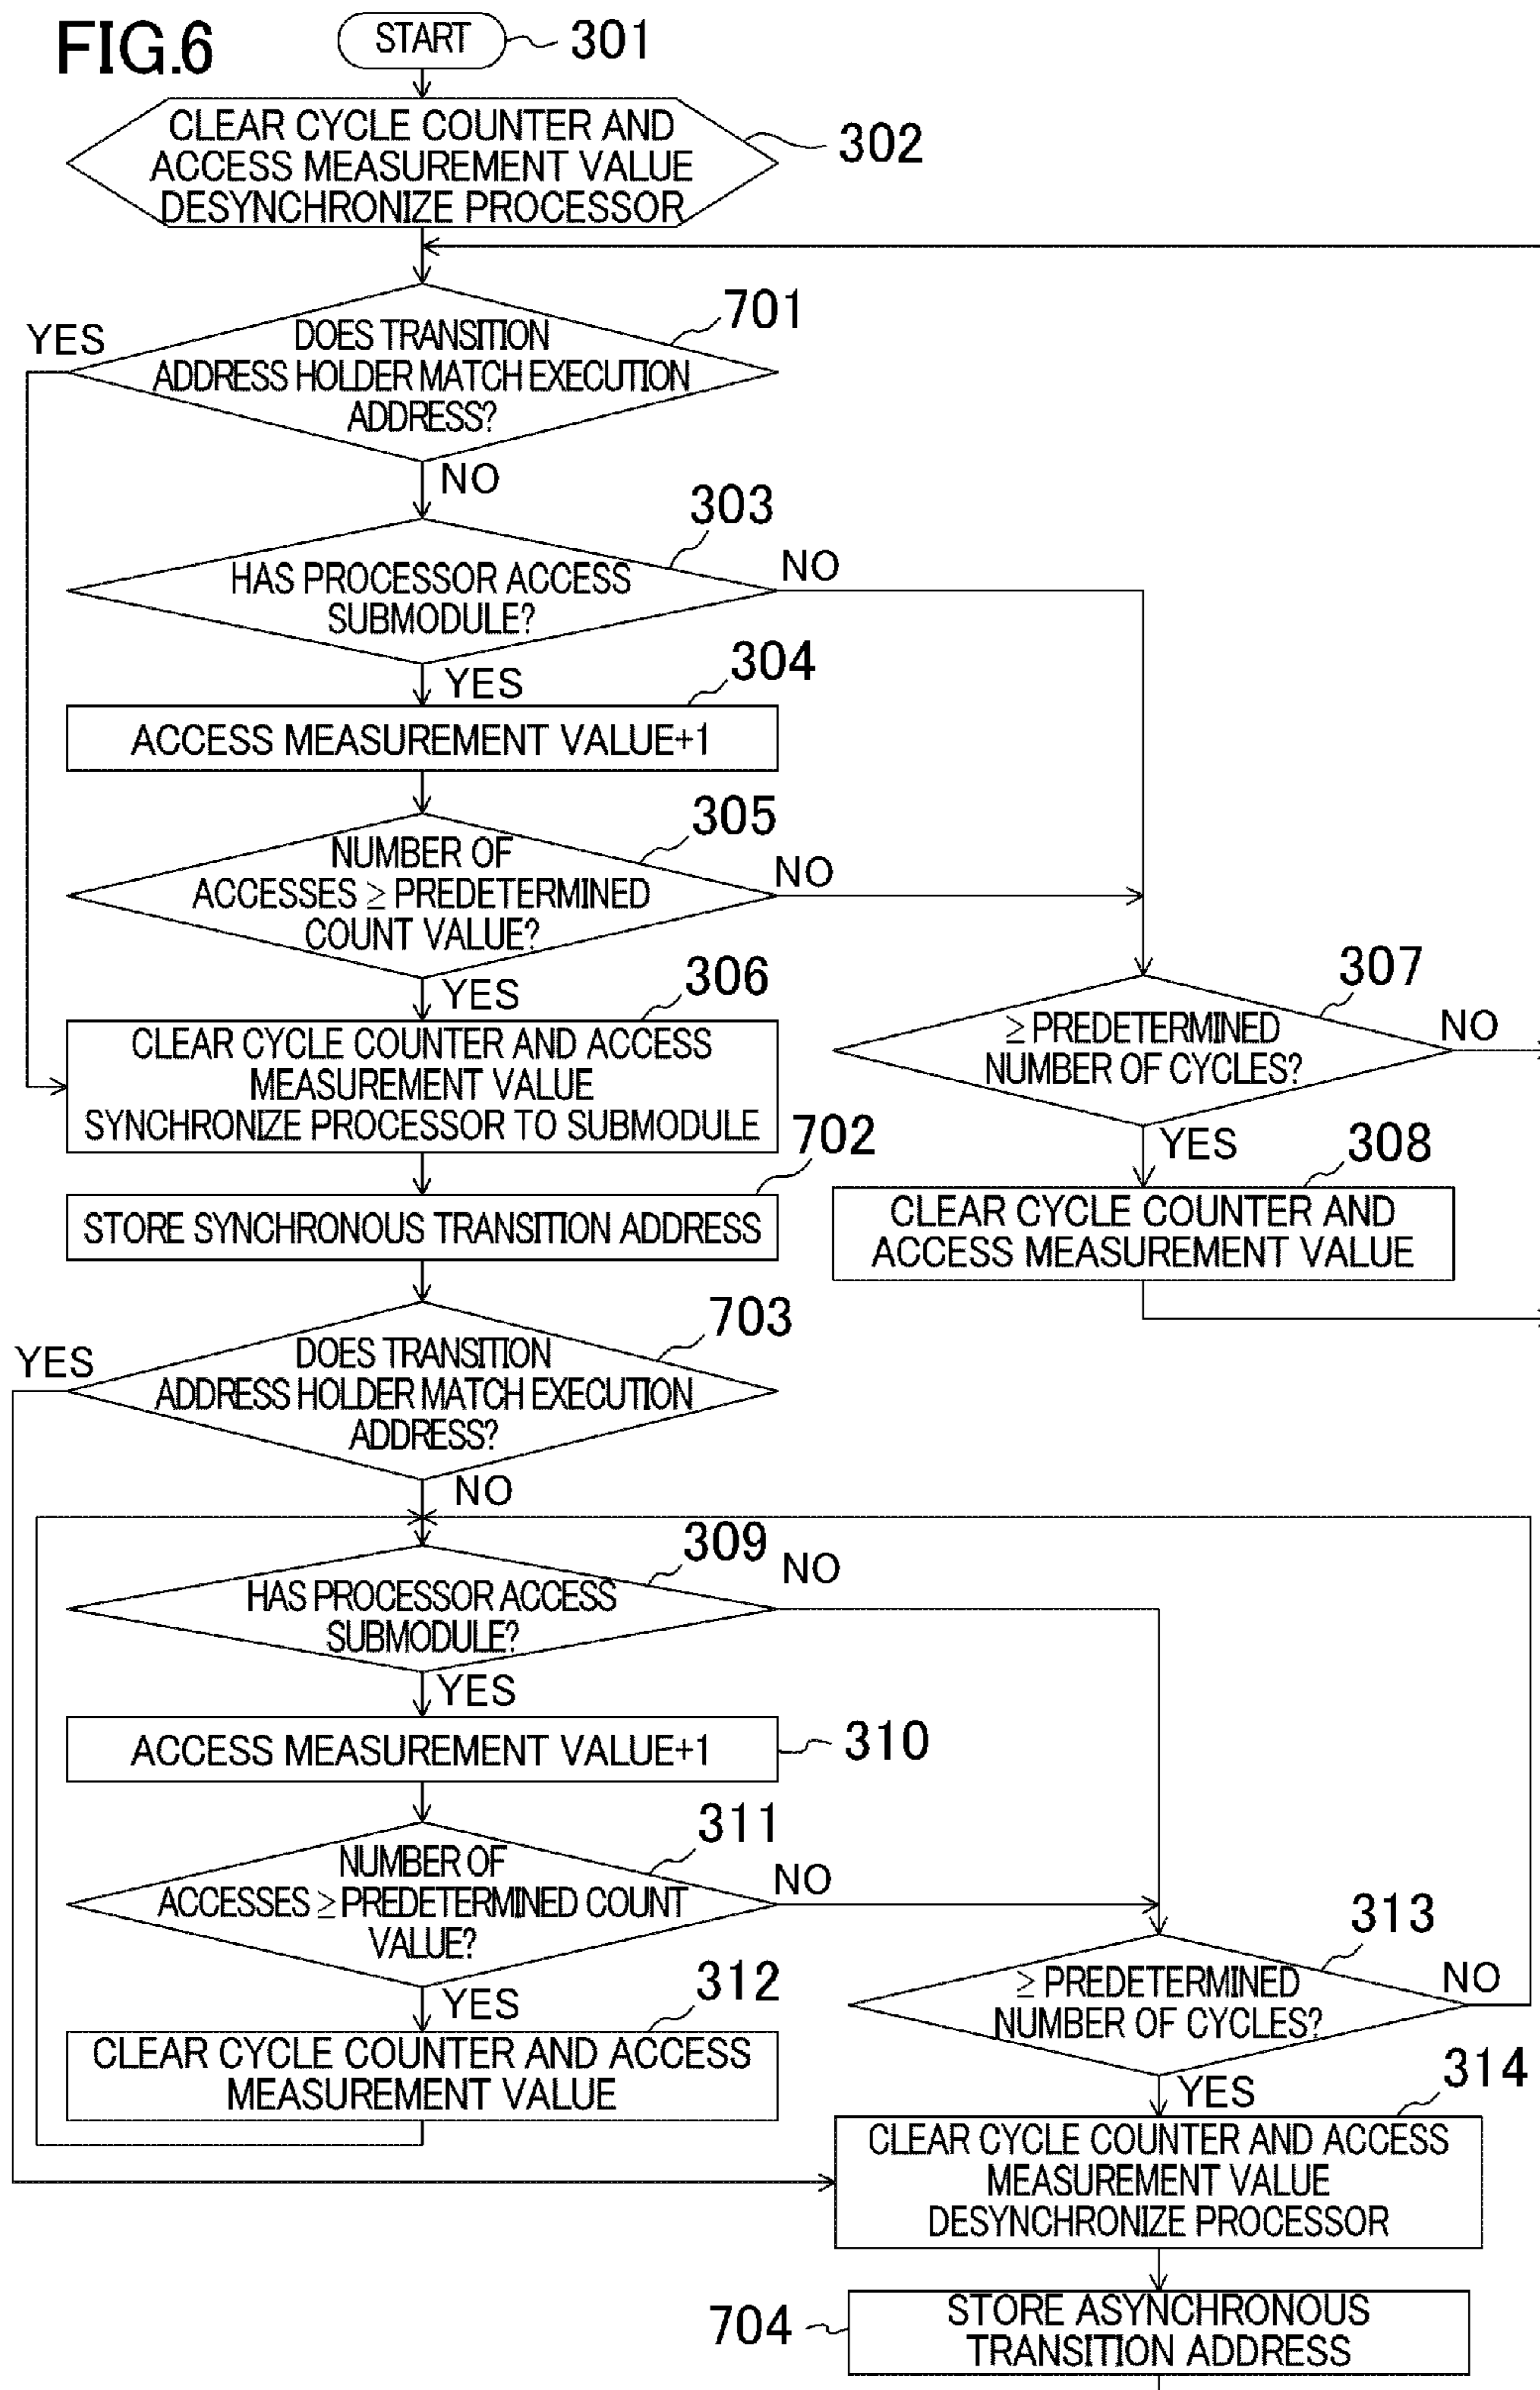 FIG.6
START
301
CLEAR CYCLE COUNTER AND
ACCESS MEASUREMENT VALUE
DESYNCHRONIZE PROCESSOR
302
701
YES
DOES TRANSITION
ADDRESS HOLDER MATCH EXECUTION
ADDRESS?
NO
303
HAS PROCESSOR ACCESS
SUBMODULE?
NO
YES
304
ACCESS MEASUREMENT VALUE+1
305
NUMBER OF
ACCESSES ≥ PREDETERMINED
COUNT VALUE?
NO
YES
306
CLEAR CYCLE COUNTER AND ACCESS
MEASUREMENT VALUE
SYNCHRONIZE PROCESSOR TO SUBMODULE
307
≥ PREDETERMINED
NUMBER OF CYCLES?
NO
YES
308
CLEAR CYCLE COUNTER AND
ACCESS MEASUREMENT VALUE
702
STORE SYNCHRONOUS TRANSITION ADDRESS
703
YES
DOES TRANSITION
ADDRESS HOLDER MATCH EXECUTION
ADDRESS?
NO
309
HAS PROCESSOR ACCESS
SUBMODULE?
NO
YES
ACCESS MEASUREMENT VALUE+1
310
311
NUMBER OF
ACCESSES ≥ PREDETERMINED COUNT
VALUE?
NO
YES
312
CLEAR CYCLE COUNTER AND ACCESS
MEASUREMENT VALUE
313
≥ PREDETERMINED
NUMBER OF CYCLES?
NO
YES
314
CLEAR CYCLE COUNTER AND ACCESS
MEASUREMENT VALUE
DESYNCHRONIZE PROCESSOR
704
STORE ASYNCHRONOUS
TRANSITION ADDRESS